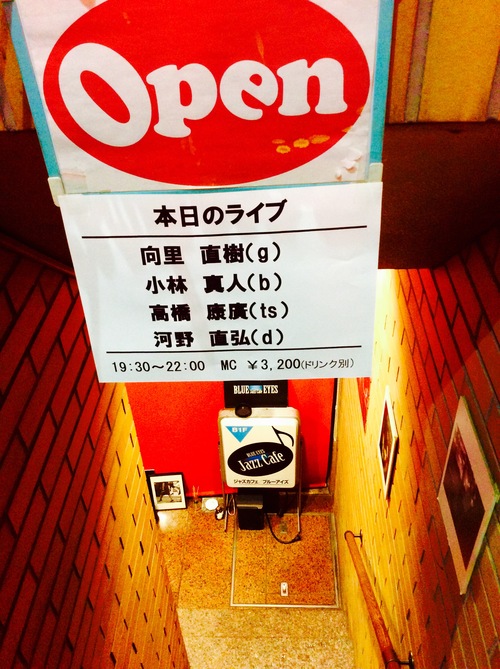 Open
本日のライブ
向里 直樹(g)
小林 真人(b)
高橋 康廣(ts)
河野 直弘(d)
19:30～22:00 MC ¥3,200(ドリンク別)
BLUE EYES
B1F
BLUE EYES
Jazz Cafe
ジャズカフェ ブルーアイズ